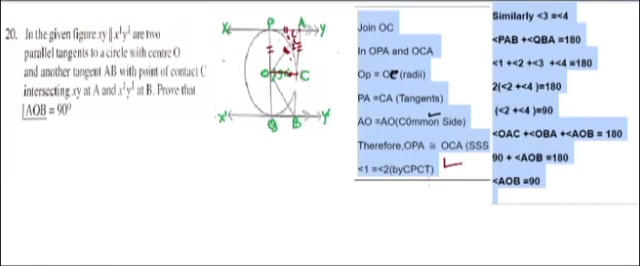 20. In the given figure xy || x¹y¹ are two
parallel tangents to a circle with centre O
and another tangent AB with point of contact C
intersecting xy at A and x¹y¹ at B. Prove that
⌊AOB = 90⁰
X P A Y
O 90 C
X' Q B Y'
Join OC
In OPA and OCA
Op = OC (radii)
PA =CA (Tangents)
AO =AO(C0mmon Side)
Therefore,OPA ≅ OCA (SSS
<1 =<2(byCPCT)
Similarly <3 =<4
<PAB +<QBA =180
<1 +<2 +<3 +<4 =180
2(<2 +<4 )=180
(<2 +<4 )=90
<OAC +<OBA +<AOB = 180
90 + <AOB =180
<AOB =90